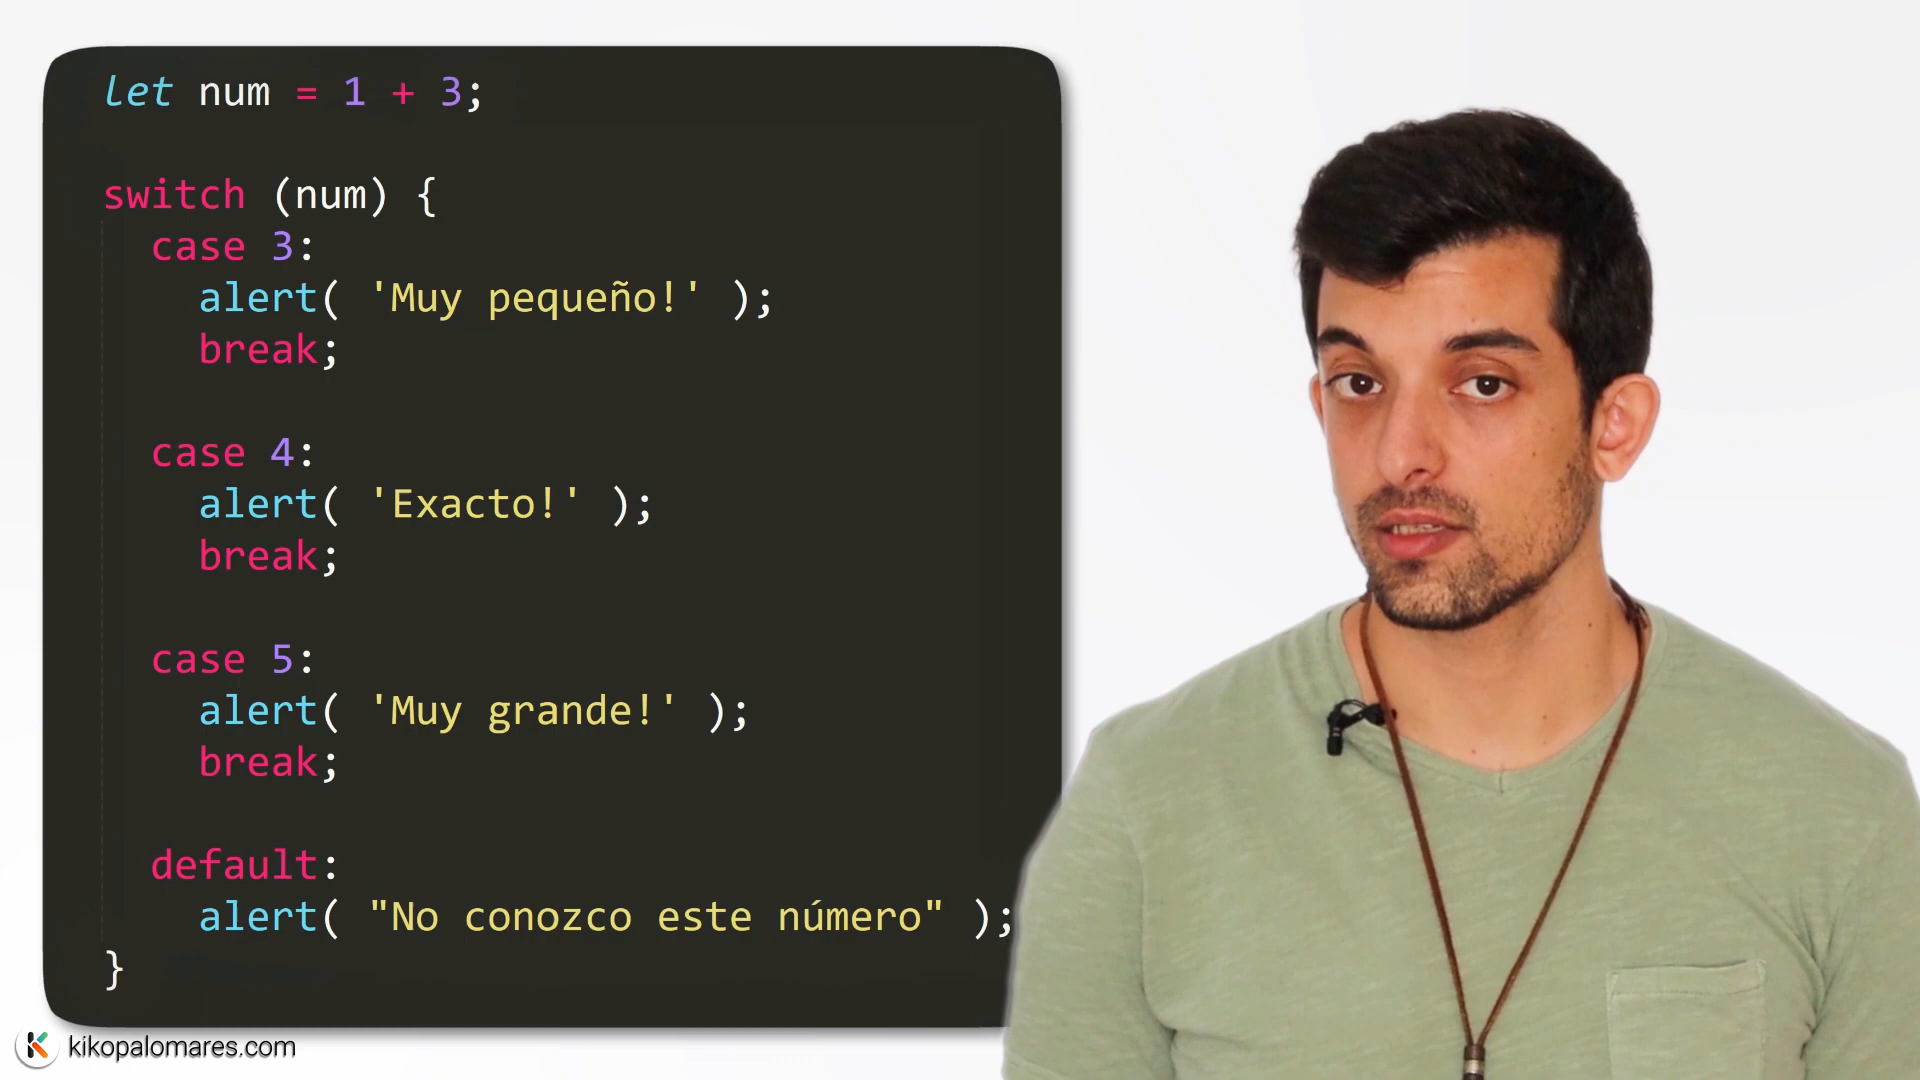 let num = 1 + 3;
switch (num) {
case 3:
alert( 'Muy pequeño!' );
break;
case 4:
alert( 'Exacto!' );
break;
case 5:
alert( 'Muy grande!' );
break;
default:
alert( "No conozco este número" );
}
kikopalomares.com